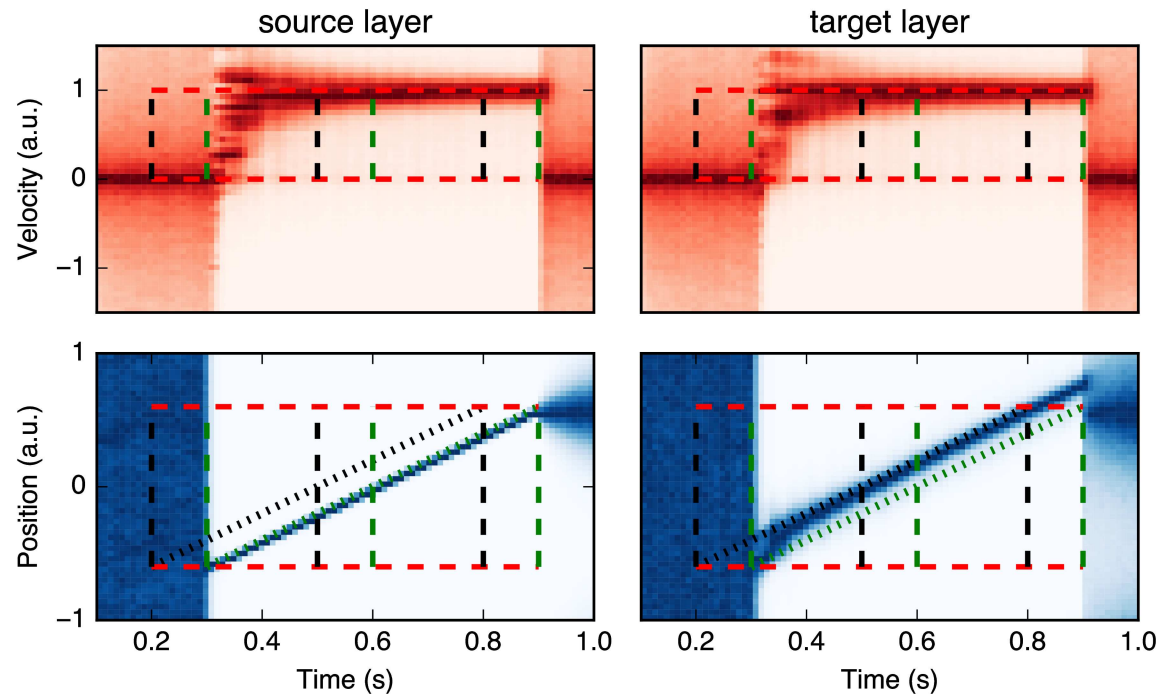 source layer
target layer
Velocity (a.u.)
1
0
−1
Position (a.u.)
1
0
−1
0.2 0.4 0.6 0.8 1.0
0.2 0.4 0.6 0.8 1.0
Time (s)
Time (s)